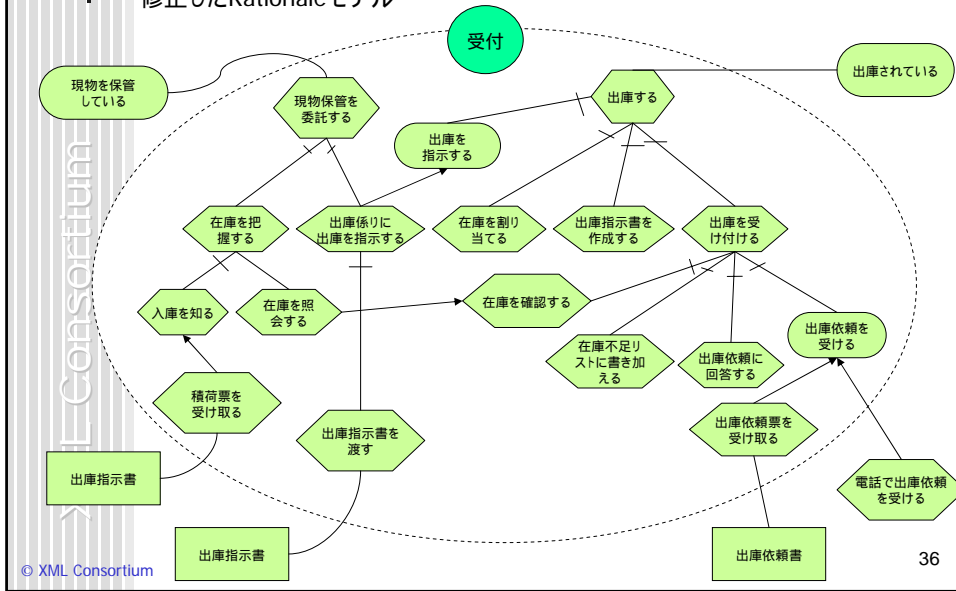 修正したRationaleモデル
受付
現物を保管
している
出庫されている
現物保管を
委託する
出庫する
出庫を
指示する
在庫を把
握する
出庫係りに
出庫を指示する
在庫を割り
当てる
出庫指示書を
作成する
出庫を受
け付ける
入庫を知る
在庫を照
会する
在庫を確認する
在庫不足リ
ストに書き加
える
出庫依頼に
回答する
出庫依頼を
受ける
積荷票を
受け取る
出庫指示書を
渡す
出庫依頼票を
受け取る
電話で出庫依頼
を受ける
出庫指示書
出庫指示書
出庫依頼書
XML Consortium
© XML Consortium
36